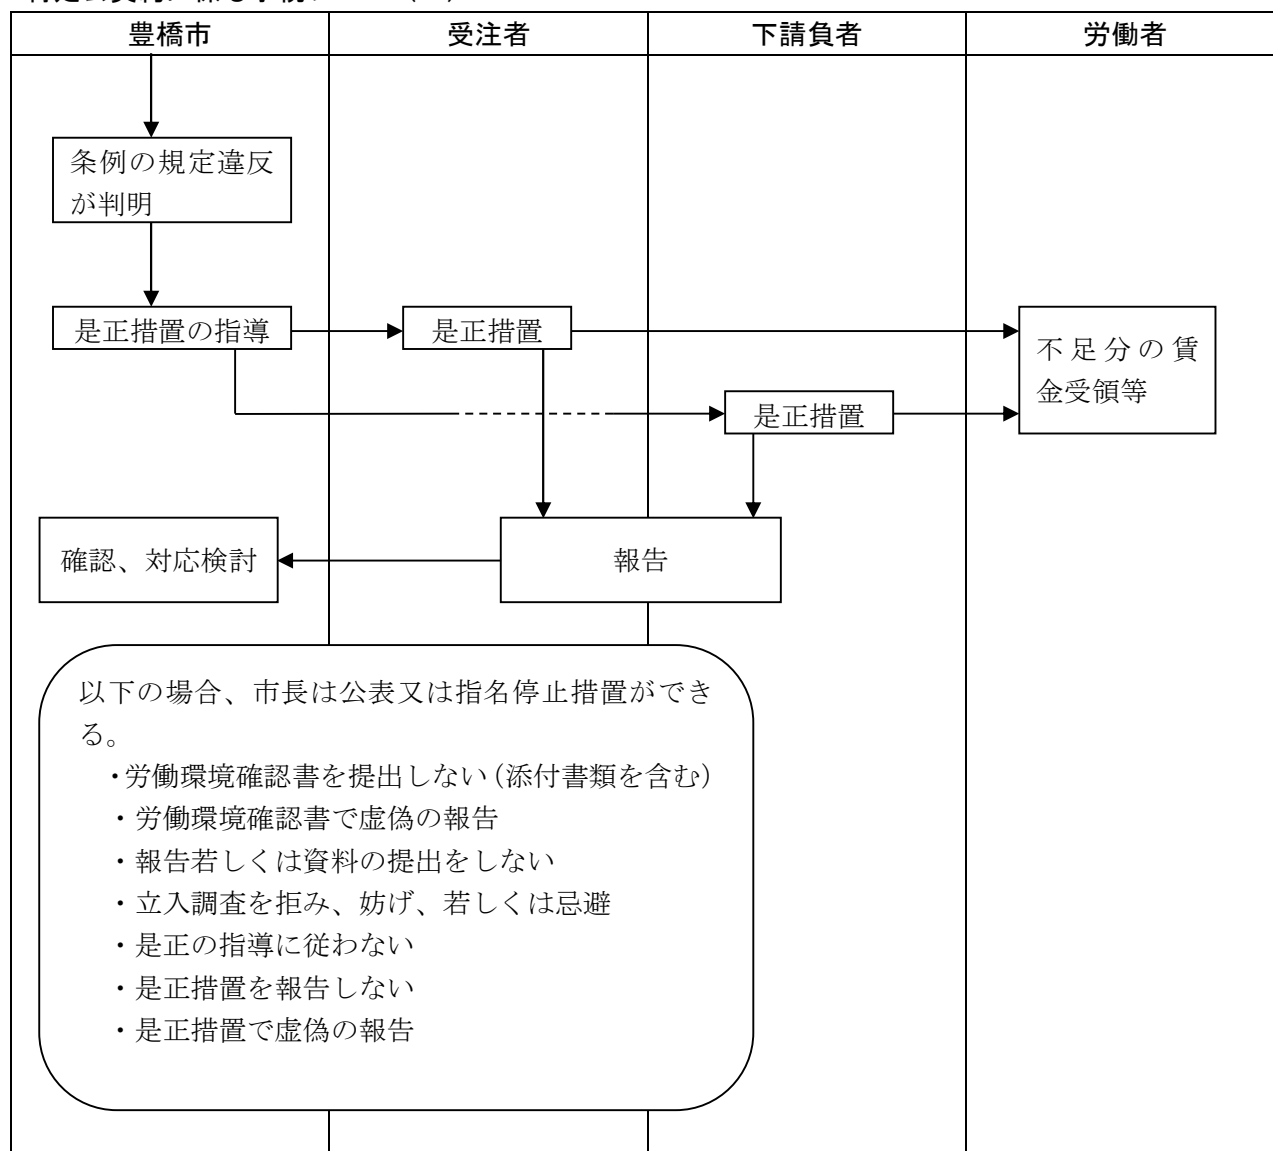 豊橋市
受注者
下請負者
労働者
条例の規定違反
が判明
是正措置の指導
是正措置
不足分の賃
金受領等
是正措置
確認、対応検討
報告
以下の場合、市長は公表又は指名停止措置ができ
る。
・労働環境確認書を提出しない（添付書類を含む）
・労働環境確認書で虚偽の報告
・報告若しくは資料の提出をしない
・立入調査を拒み、妨げ、若しくは忌避
・是正の指導に従わない
・是正措置を報告しない
・是正措置で虚偽の報告